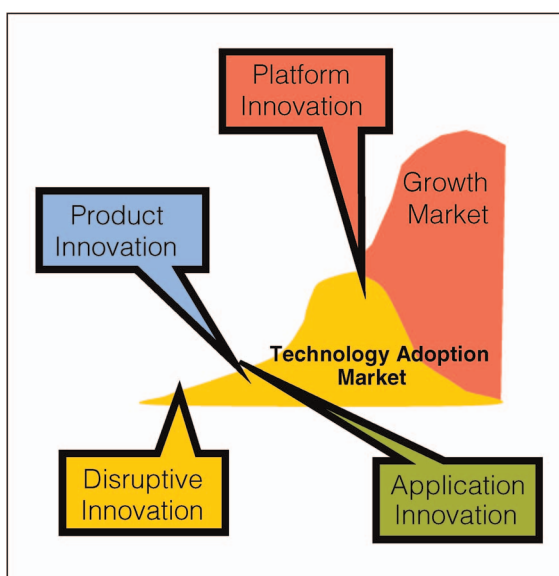 Platform
Innovation
Growth
Market
Product
Innovation
Technology Adoption
Market
Disruptive
Innovation
Application
Innovation